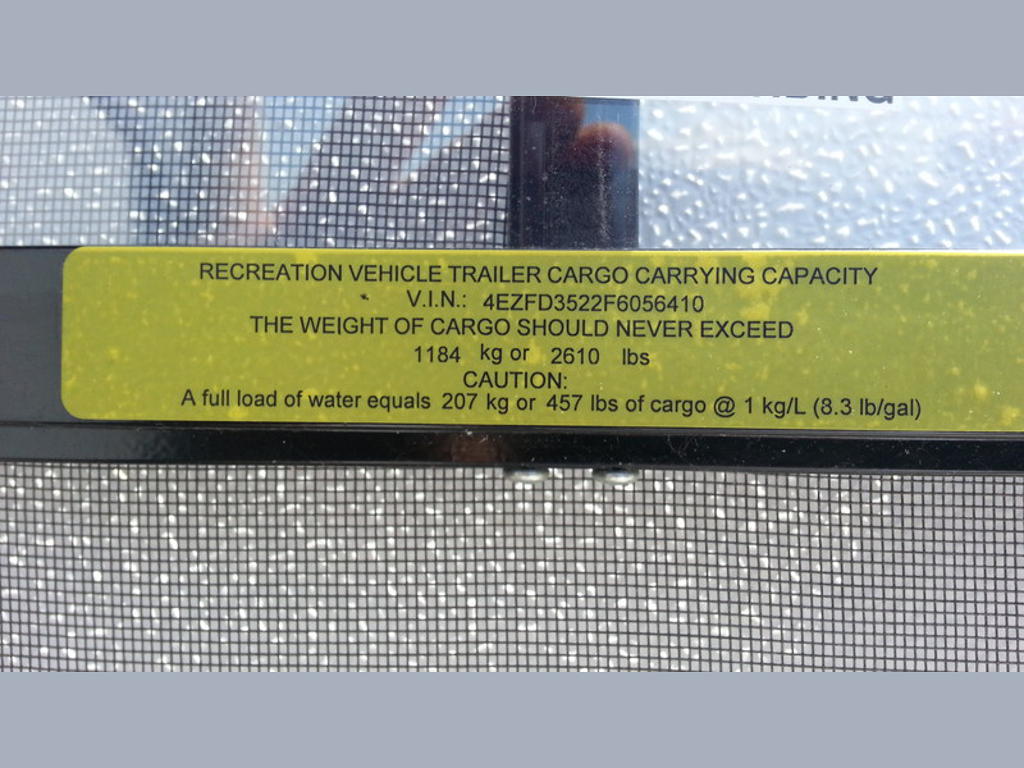 RECREATION VEHICLE TRAILER CARGO CARRYING CAPACITY
V.I.N.: 4EZFD3522F6056410
THE WEIGHT OF CARGO SHOULD NEVER EXCEED
1184 kg or 2610 lbs
CAUTION:
A full load of water equals 207 kg or 457 lbs of cargo @ 1 kg/L (8.3 lb/gal)